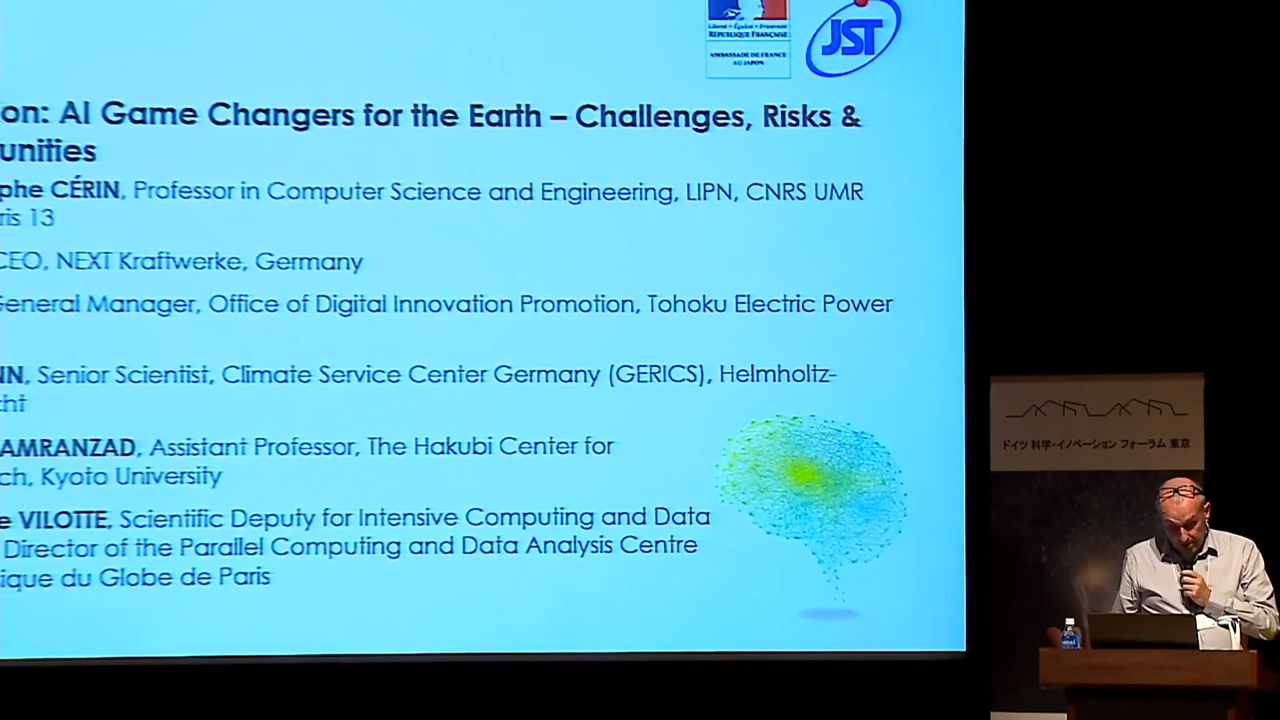 Liberté • Égalité • Fraternité
RÉPUBLIQUE FRANÇAISE
AMBASSADE DE FRANCE
AU JAPON
JST
on: AI Game Changers for the Earth – Challenges, Risks &
unities
phe CÉRIN, Professor in Computer Science and Engineering, LIPN, CNRS UMR
ris 13
CEO, NEXT Kraftwerke, Germany
General Manager, Office of Digital Innovation Promotion, Tohoku Electric Power
NN, Senior Scientist, Climate Service Center Germany (GERICS), Helmholtz-
cht
AMRANZAD, Assistant Professor, The Hakubi Center for
ch, Kyoto University
e VILOTTE, Scientific Deputy for Intensive Computing and Data
Director of the Parallel Computing and Data Analysis Centre
ique du Globe de Paris
ドイツ 科学・イノベーション フォーラム 東京